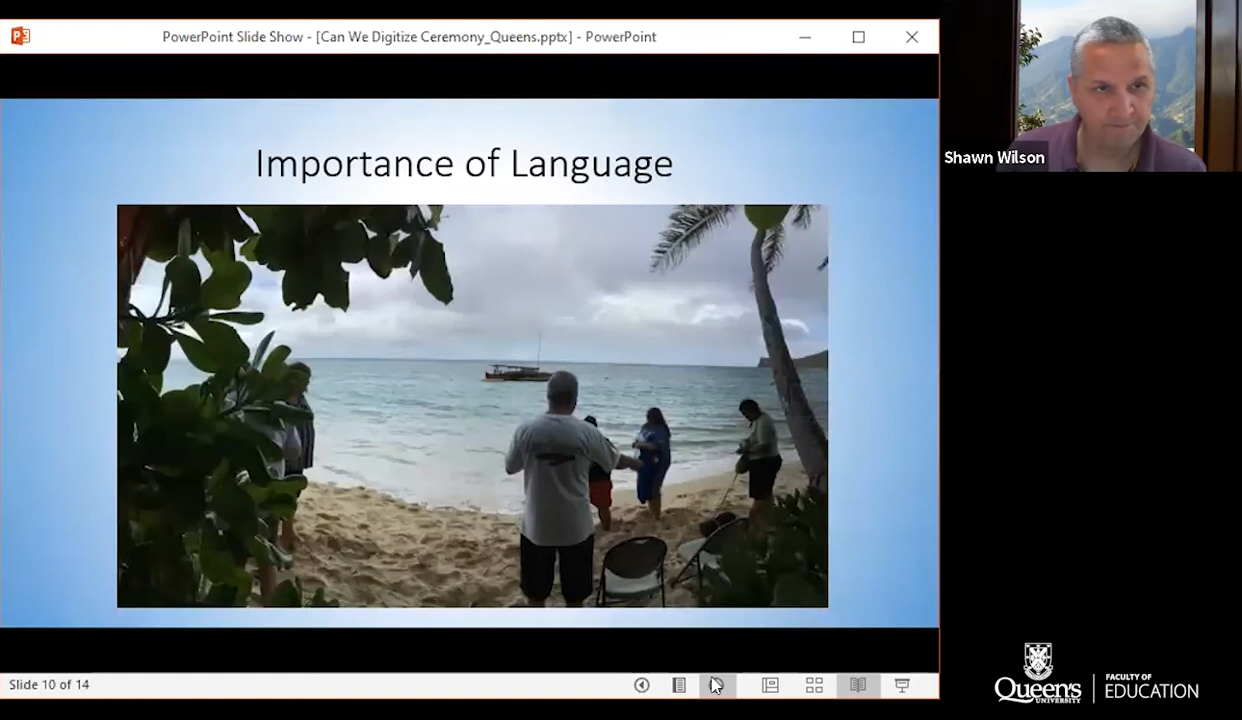 PowerPoint Slide Show - [Can We Digitize Ceremony_Queens.pptx] - PowerPoint
Importance of Language
Shawn Wilson
Slide 10 of 14
Queen's
UNIVERSITY
FACULTY OF
EDUCATION